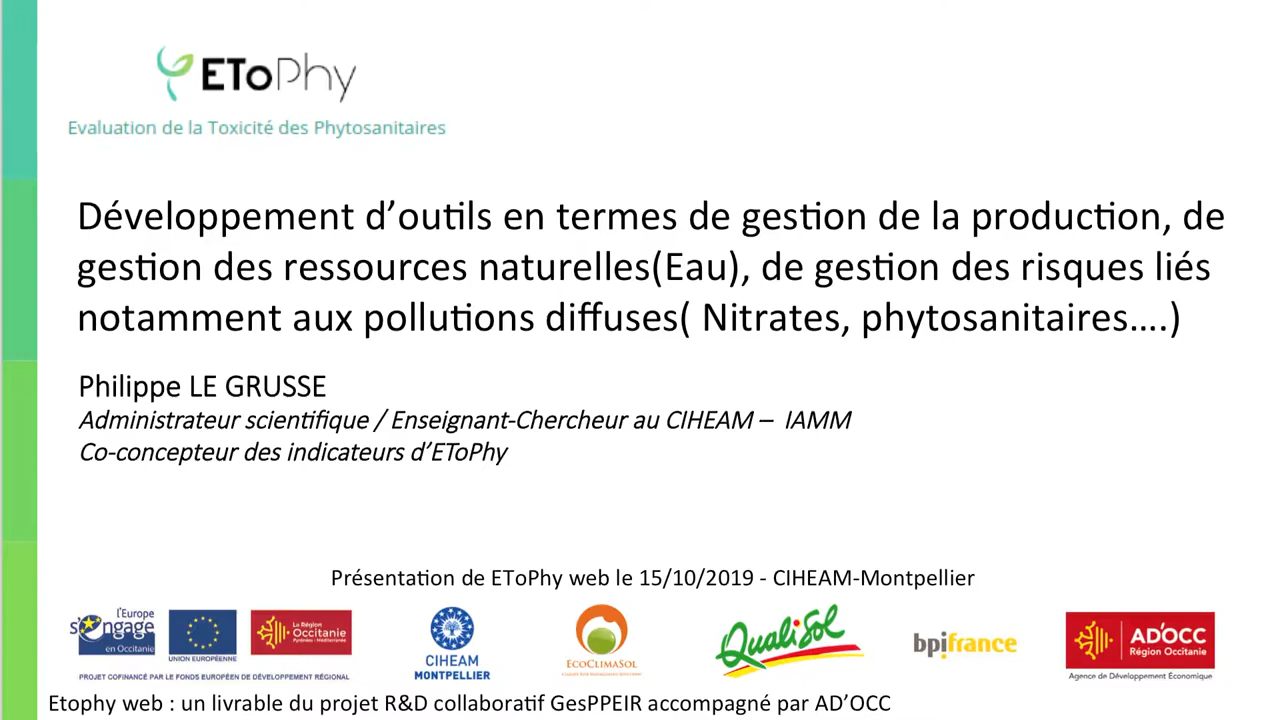 EToPhy
Evaluation de la Toxicité des Phytosanitaires
Développement d’outils en termes de gestion de la production, de
gestion des ressources naturelles(Eau), de gestion des risques liés
notamment aux pollutions diffuses( Nitrates, phytosanitaires….)
Philippe LE GRUSSE
Administrateur scientifique / Enseignant-Chercheur au CIHEAM – IAMM
Co-concepteur des indicateurs d’EToPhy
Présentation de EToPhy web le 15/10/2019 - CIHEAM-Montpellier
l'Europe
s'engage
en Occitanie
UNION EUROPÉENNE
La Région
Occitanie
Pyrénées - Méditerranée
PROJET COFINANCÉ PAR LE FONDS EUROPÉEN DE DÉVELOPPEMENT RÉGIONAL
CIHEAM
MONTPELLIER
ECOCLIMASOL
QualiSol
bpifrance
AD'OCC
Région Occitanie
Agence de Développement Économique
Etophy web : un livrable du projet R&D collaboratif GesPPEIR accompagné par AD’OCC